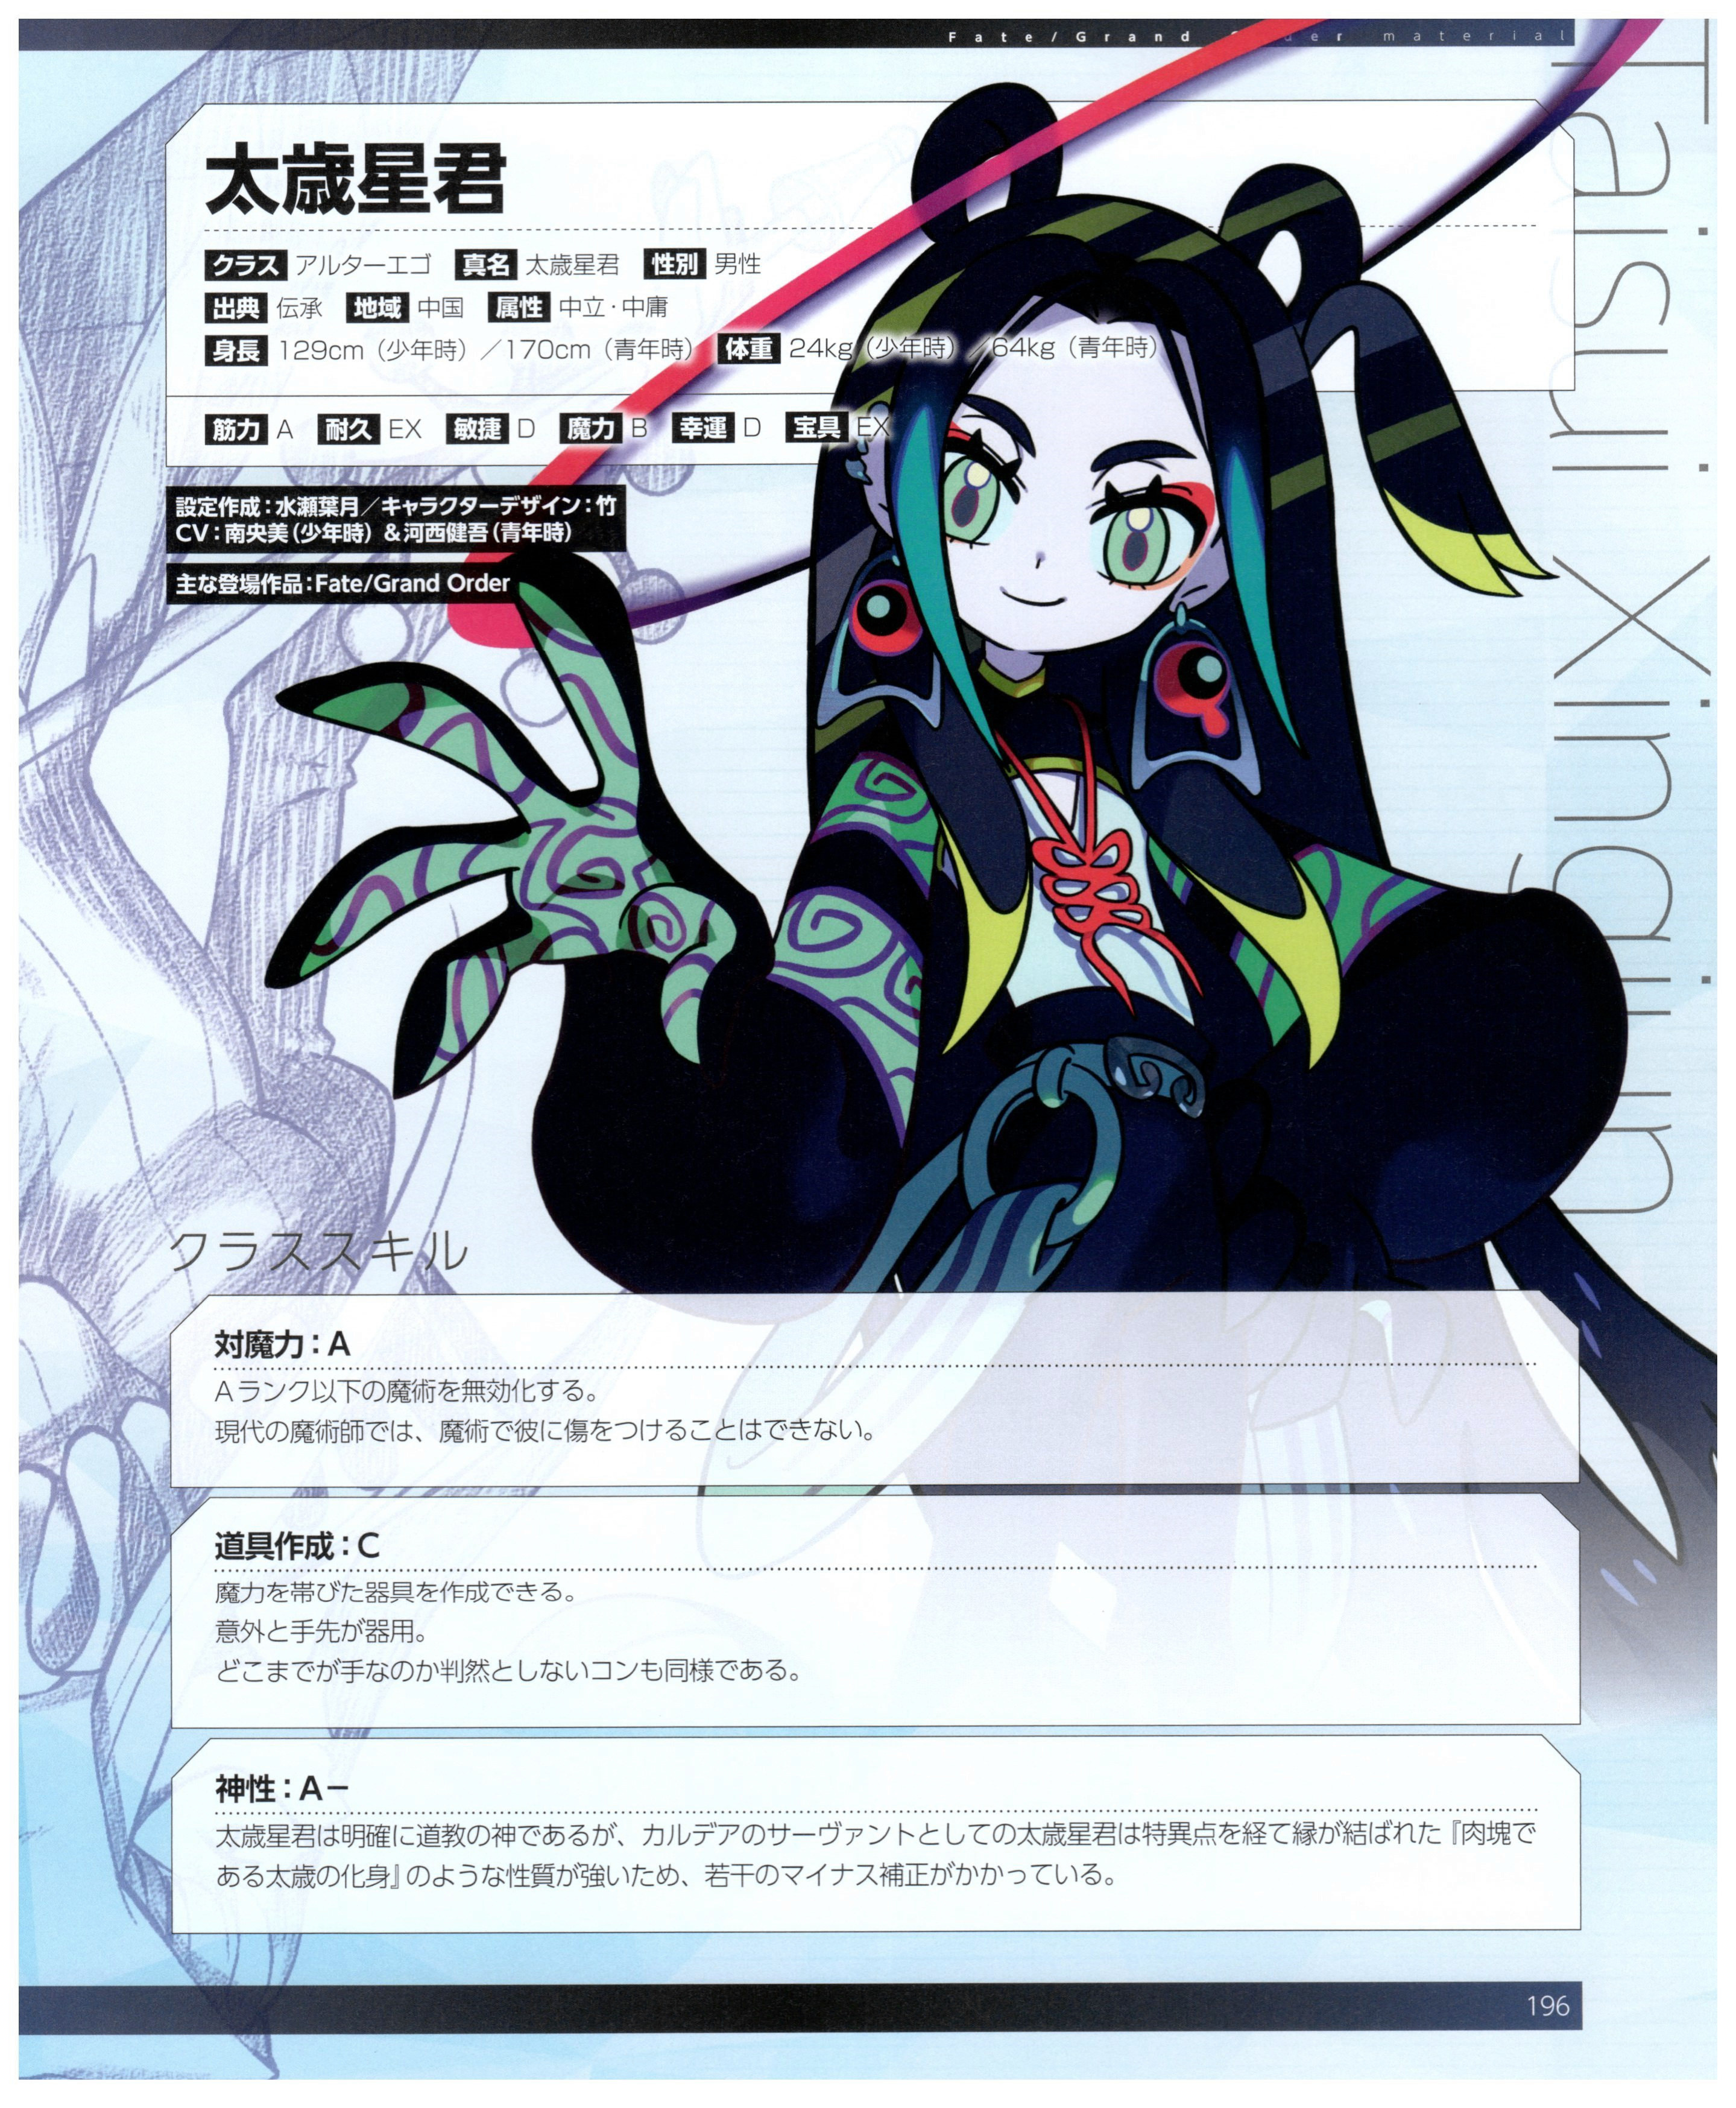 Fate/Grand Order material
Taisui Xingjun
太歳星君
クラス アルターエゴ 真名 太歳星君 性別 男性
出典 伝承 地域 中国 属性 中立・中庸
身長 129cm（少年時）／170cm（青年時） 体重 24kg（少年時）／64kg（青年時）
筋力 A 耐久 EX 敏捷 D 魔力 B 幸運 D 宝具 EX
設定作成：水瀬葉月／キャラクターデザイン：竹
CV：南央美（少年時）＆河西健吾（青年時）
主な登場作品：Fate/Grand Order
クラススキル
対魔力：A
Aランク以下の魔術を無効化する。
現代の魔術師では、魔術で彼に傷をつけることはできない。
道具作成：C
魔力を帯びた器具を作成できる。
意外と手先が器用。
どこまでが手なのか判然としないコンも同様である。
神性：A－
太歳星君は明確に道教の神であるが、カルデアのサーヴァントとしての太歳星君は特異点を経て縁が結ばれた『肉塊で
ある太歳の化身』のような性質が強いため、若干のマイナス補正がかかっている。
196